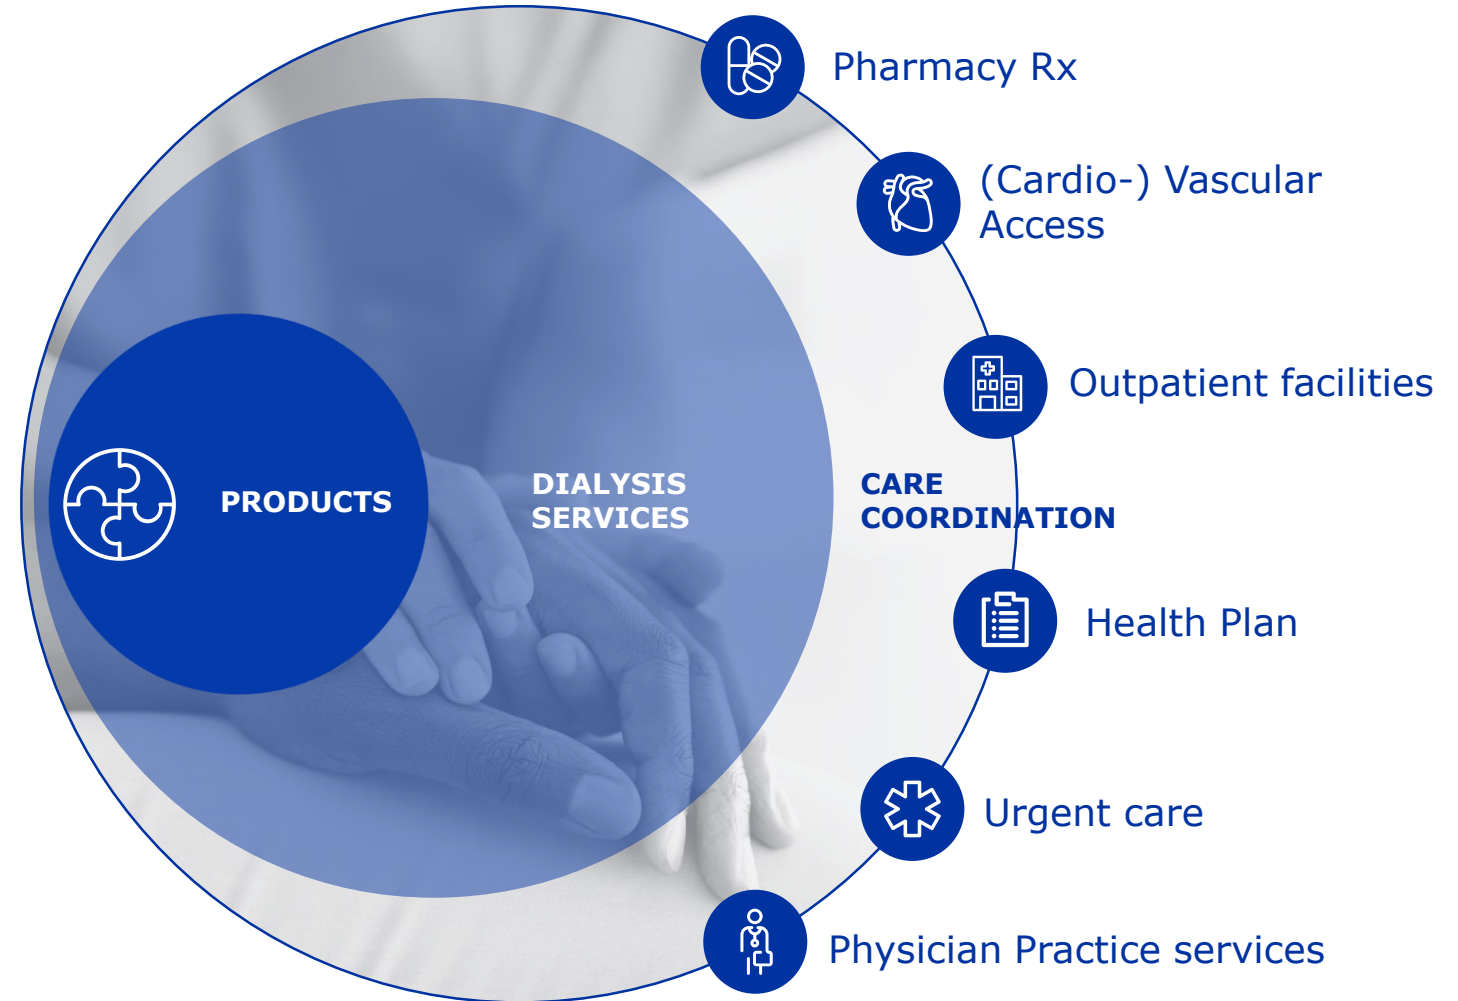 Pharmacy Rx
(Cardio-) Vascular
Access
Outpatient facilities
PRODUCTS
DIALYSIS
SERVICES
CARE
COORDINATION
Health Plan
Urgent care
Physician Practice services